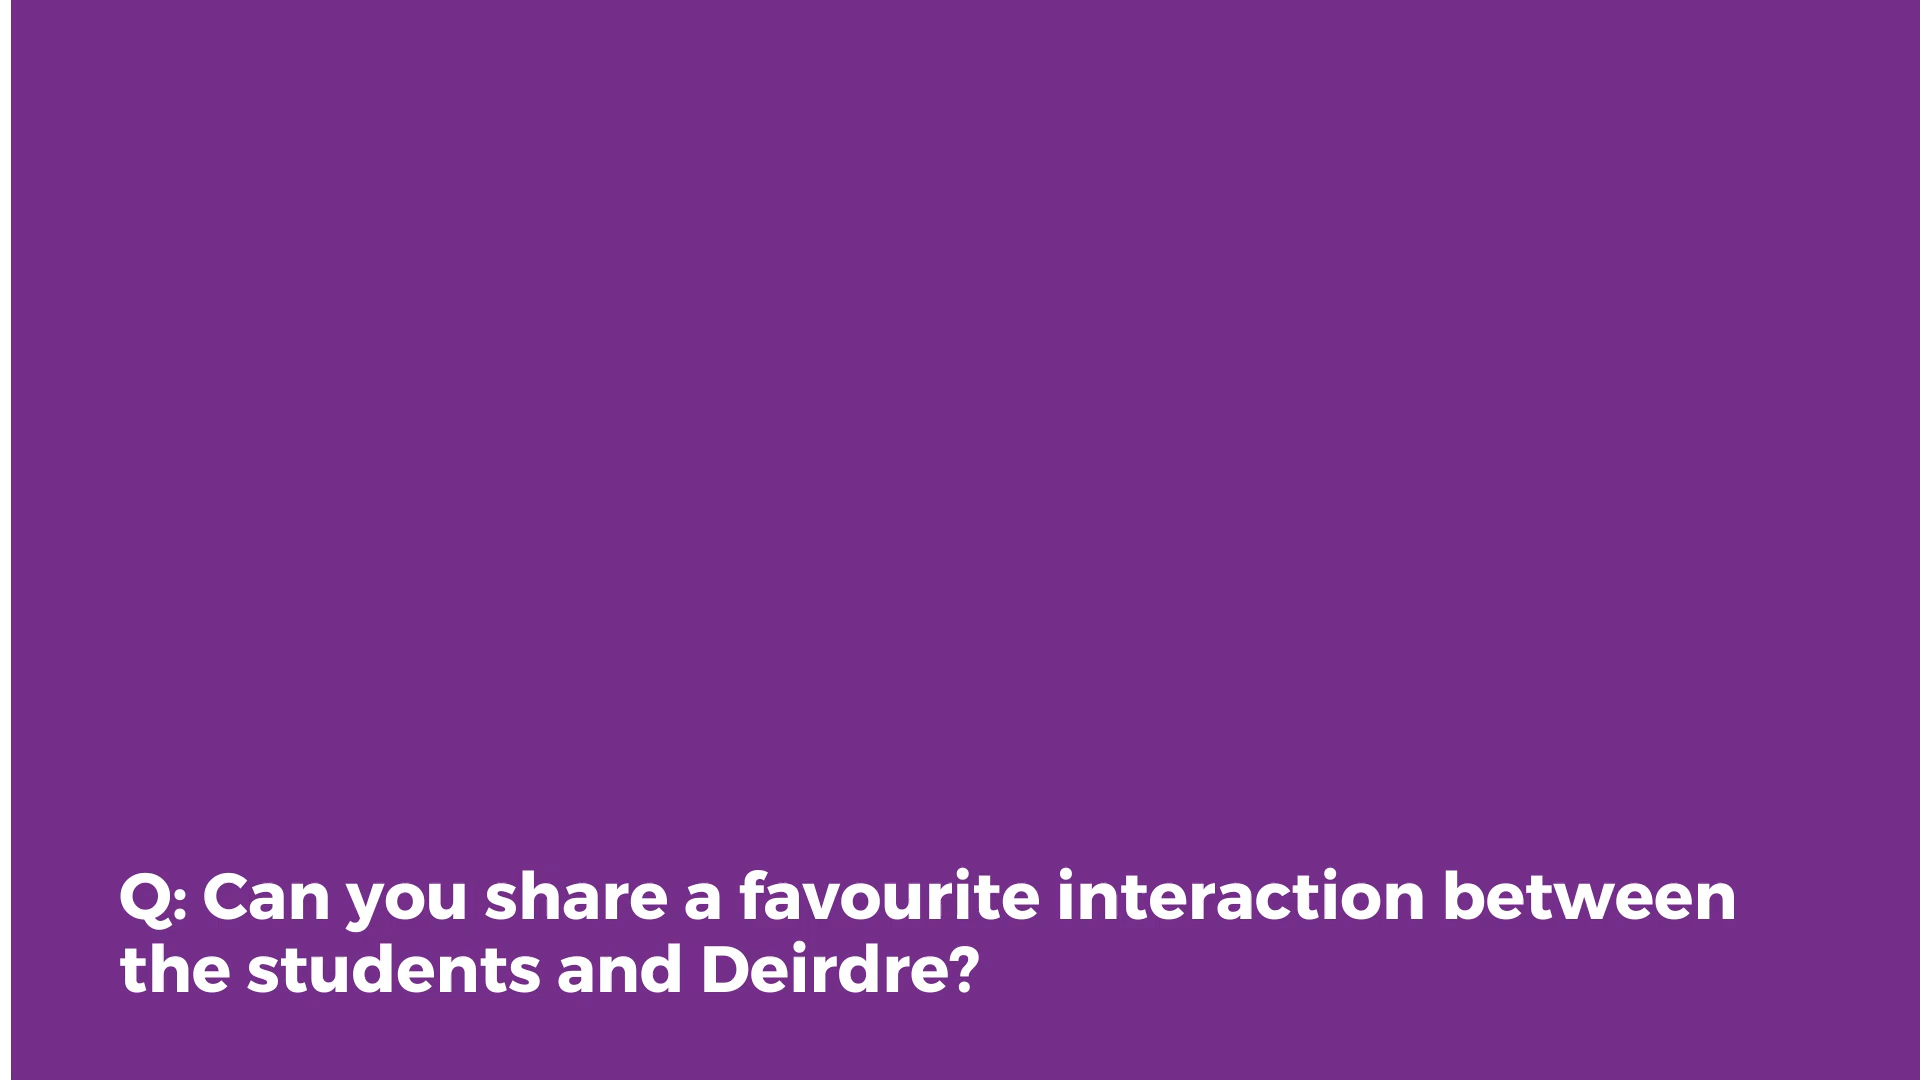 Q: Can you share a favourite interaction between
the students and Deirdre?